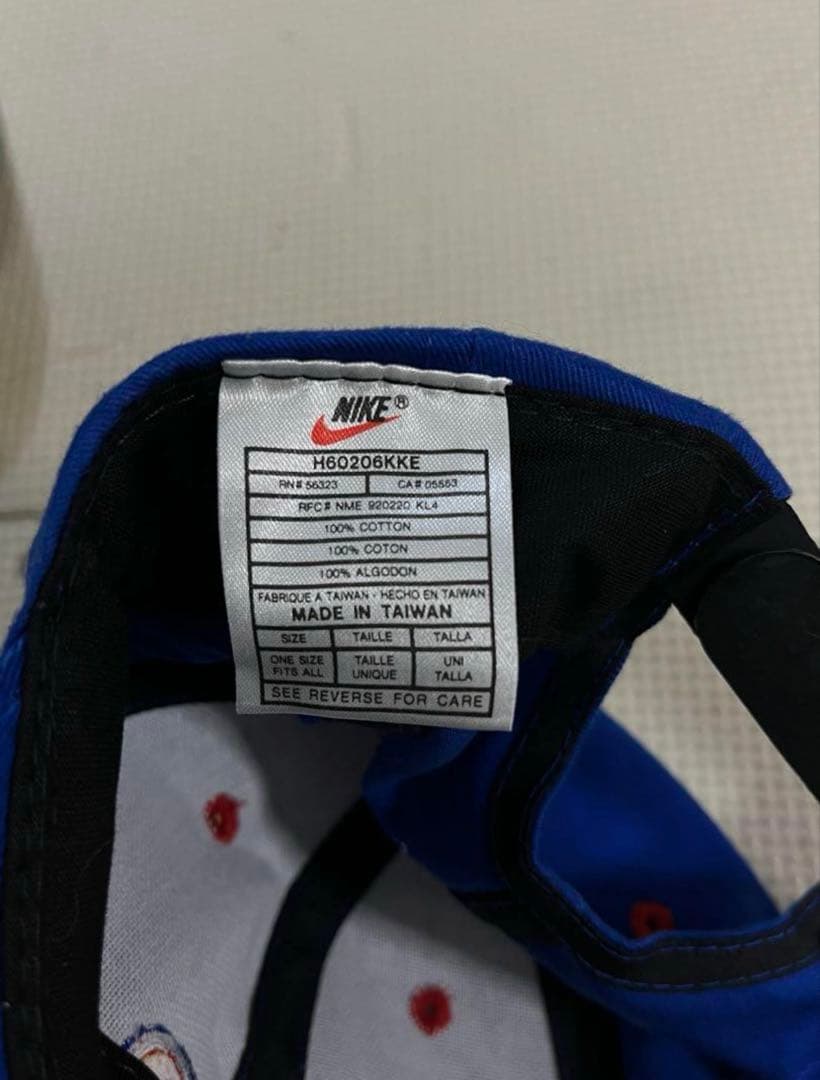 NIKE®
H60206KKE
RN# 56323 CA# 05553
RFC# NME 920220 KL4
100% COTTON
100% COTON
100% ALGODON
FABRIQUE A TAIWAN - HECHO EN TAIWAN
MADE IN TAIWAN
SIZE TAILLE TALLA
ONE SIZE FITS ALL TAILLE UNIQUE UNI TALLA
SEE REVERSE FOR CARE